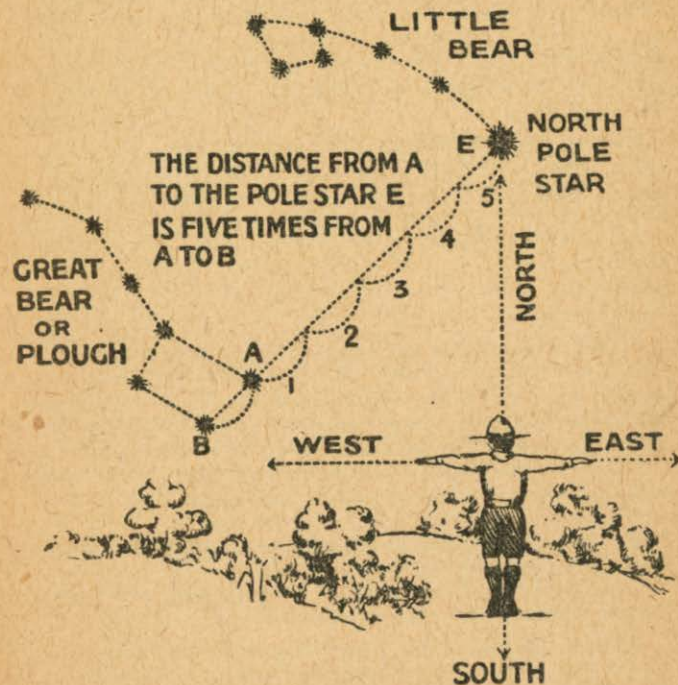 LITTLE
BEAR
NORTH
POLE
STAR
E
THE DISTANCE FROM A
TO THE POLE STAR E
IS FIVE TIMES FROM
A TO B
5
4
3
2
1
GREAT
BEAR
OR
PLOUGH
A
B
NORTH
WEST
EAST
SOUTH